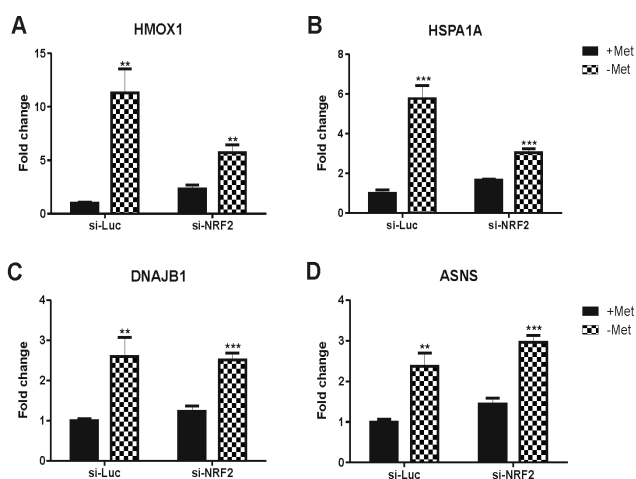 A
HMOX1
Fold change
15
10
5
0
**
**
si-Luc
si-NRF2
B
HSPA1A
Fold change
8
6
4
2
0
***
***
si-Luc
si-NRF2
+Met
-Met
C
DNAJB1
Fold change
4
3
2
1
0
**
***
si-Luc
si-NRF2
D
ASNS
Fold change
4
3
2
1
0
**
***
si-Luc
si-NRF2
+Met
-Met